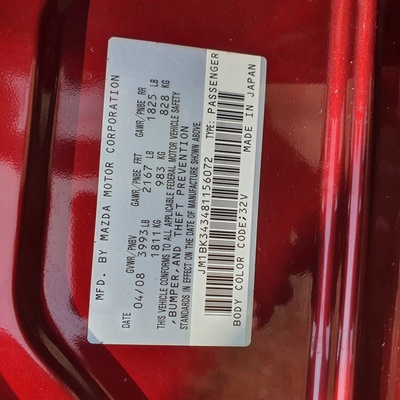 MFD. BY MAZDA MOTOR CORPORATION
DATE GVWR/PNBV GAWR/PNBE FRT GAWR/PNBE RR
04/08 3993 LB 2167 LB 1825 LB
1811 KG 983 KG 828 KG
THIS VEHICLE CONFORMS TO ALL APPLICABLE FEDERAL MOTOR VEHICLE SAFETY
,BUMPER, AND THEFT PREVENTION
STANDARDS IN EFFECT ON THE DATE OF MANUFACTURE SHOWN ABOVE.
JM1BK343481156072 TYPE: PASSENGER
BODY COLOR CODE;32V MADE IN JAPAN